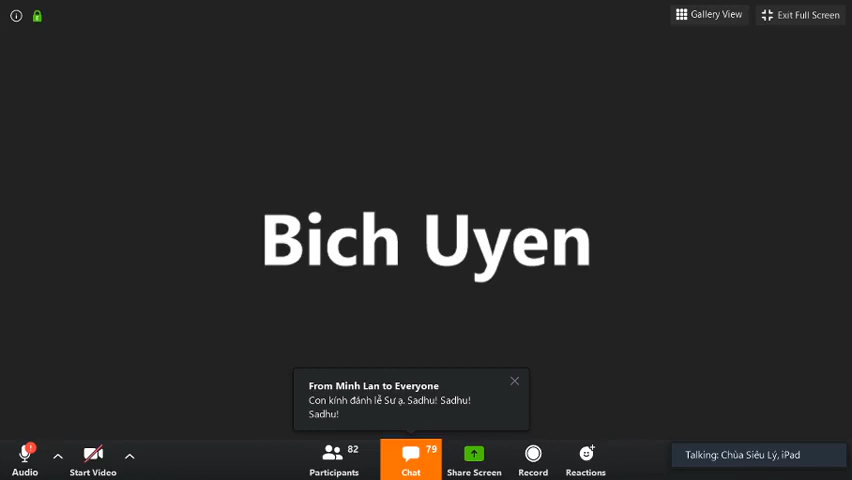 Gallery View
Exit Full Screen
Bich Uyen
From Minh Lan to Everyone
Con kính đảnh lễ Sư ạ, Sadhu! Sadhu!
Sadhu!
82
79
Audio
Start Video
Participants
Chat
Share Screen
Record
Reactions
Talking: Chùa Siêu Lý, iPad